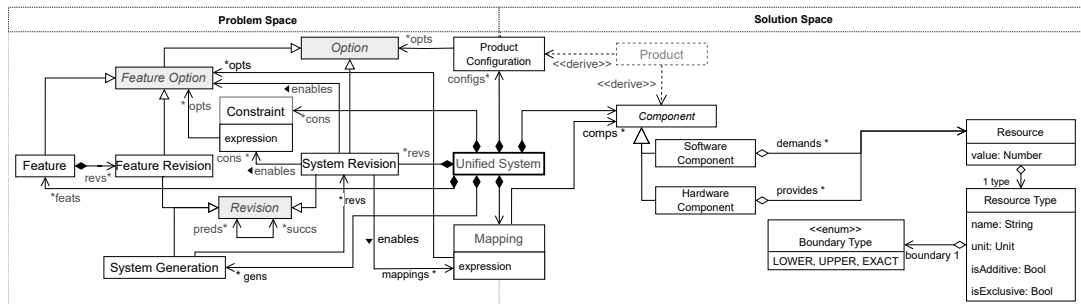 Problem Space
Solution Space
Option
*opts
Product
Configuration
Product
<<derive>>
<<derive>>
configs*
Feature Option
*opts
enables
* opts
Constraint
expression
*cons
cons *
enables
Component
comps *
Software
Component
demands *
Resource
value: Number
Feature
revs*
Feature Revision
System Revision
*revs
Unified System
*feats
Hardware
Component
provides *
1 type
Revision
preds*
*succs
* revs
Resource Type
name: String
unit: Unit
isAdditive: Bool
isExclusive: Bool
Mapping
expression
enables
mappings *
<<enum>>
Boundary Type
LOWER, UPPER, EXACT
boundary 1
System Generation
* gens